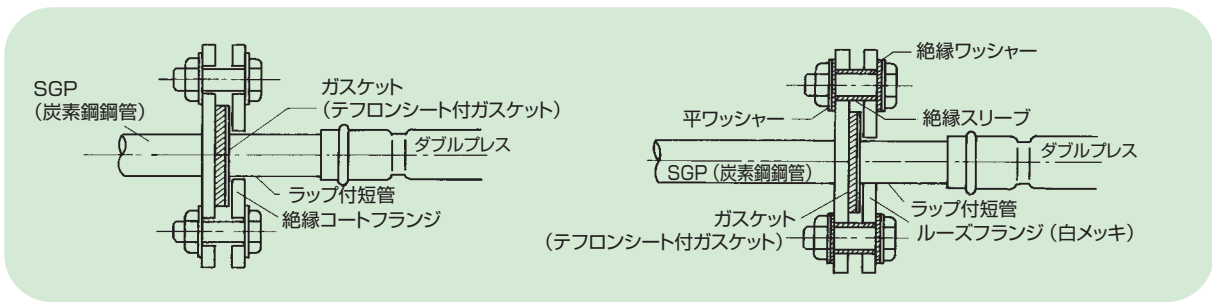 SGP
(炭素鋼鋼管)
ガスケット
(テフロンシート付ガスケット)
ダブルプレス
ラップ付短管
絶縁コートフランジ
絶縁ワッシャー
平ワッシャー
絶縁スリーブ
ダブルプレス
SGP(炭素鋼鋼管)
ラップ付短管
ガスケット
(テフロンシート付ガスケット)
ルーズフランジ(白メッキ)